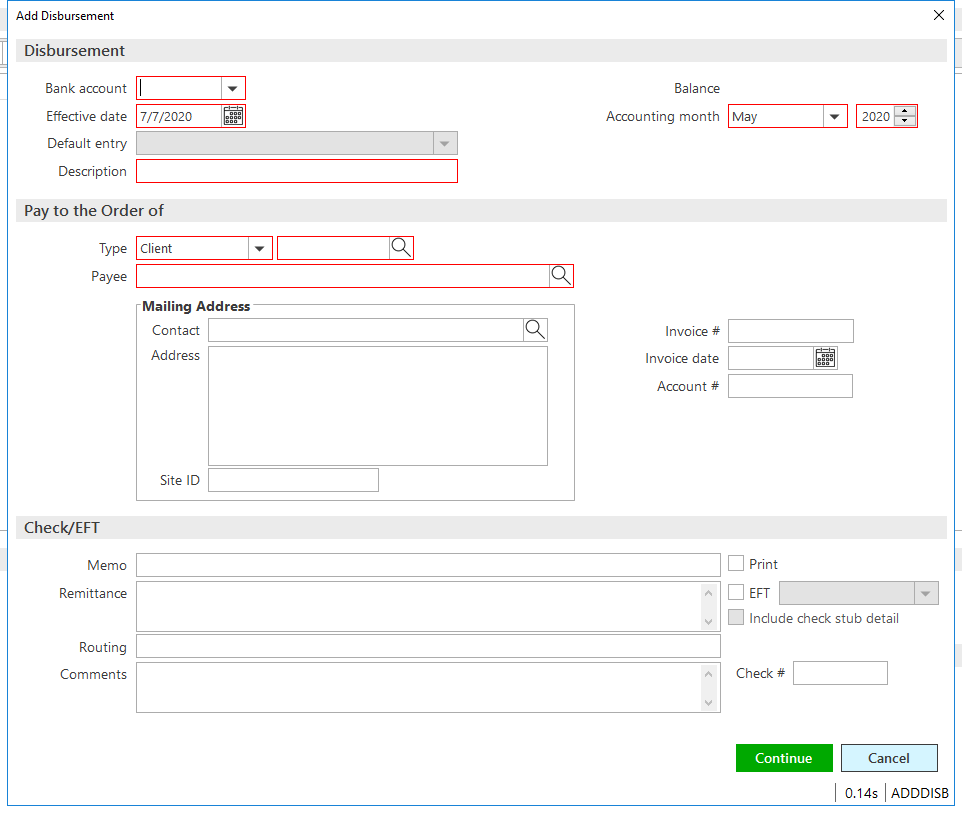 Add Disbursement
Disbursement
Bank account
Balance
Effective date 7/7/2020
Accounting month May 2020
Default entry
Description
Pay to the Order of
Type Client
Payee
Mailing Address
Contact
Invoice #
Address
Invoice date
Account #
Site ID
Check/EFT
Memo
Print
Remittance
EFT
Include check stub detail
Routing
Comments
Check #
Continue Cancel
0.14s ADDDISB